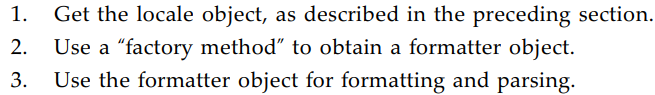 1. Get the locale object, as described in the preceding section.
2. Use a “factory method” to obtain a formatter object.
3. Use the formatter object for formatting and parsing.